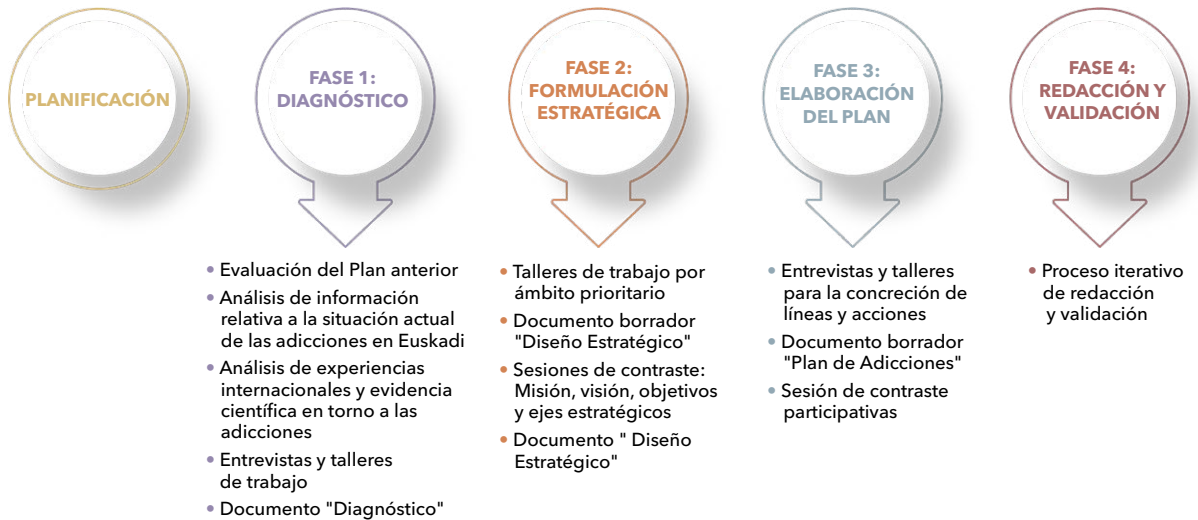 PLANIFICACIÓN
FASE 1:
DIAGNÓSTICO
FASE 2:
FORMULACIÓN
ESTRATÉGICA
FASE 3:
ELABORACIÓN
DEL PLAN
FASE 4:
REDACCIÓN Y
VALIDACIÓN
• Evaluación del Plan anterior
• Análisis de información
relativa a la situación actual
de las adicciones en Euskadi
• Análisis de experiencias
internacionales y evidencia
científica en torno a las
adicciones
• Entrevistas y talleres
de trabajo
• Documento "Diagnóstico"
• Talleres de trabajo por
ámbito prioritario
• Documento borrador
"Diseño Estratégico"
• Sesiones de contraste:
Misión, visión, objetivos
y ejes estratégicos
• Documento " Diseño
Estratégico"
• Entrevistas y talleres
para la concreción de
líneas y acciones
• Documento borrador
"Plan de Adicciones"
• Sesión de contraste
participativas
• Proceso iterativo
de redacción
y validación